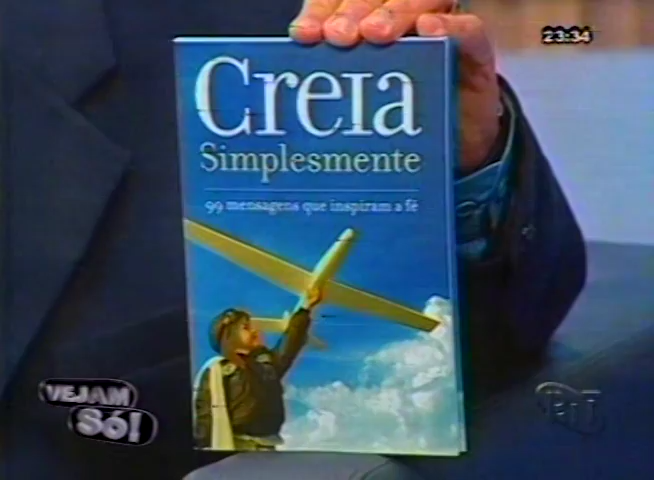 23:34
Creia
Simplesmente
99 mensagens que inspiram a fé
VEJAM
Só!
RIT